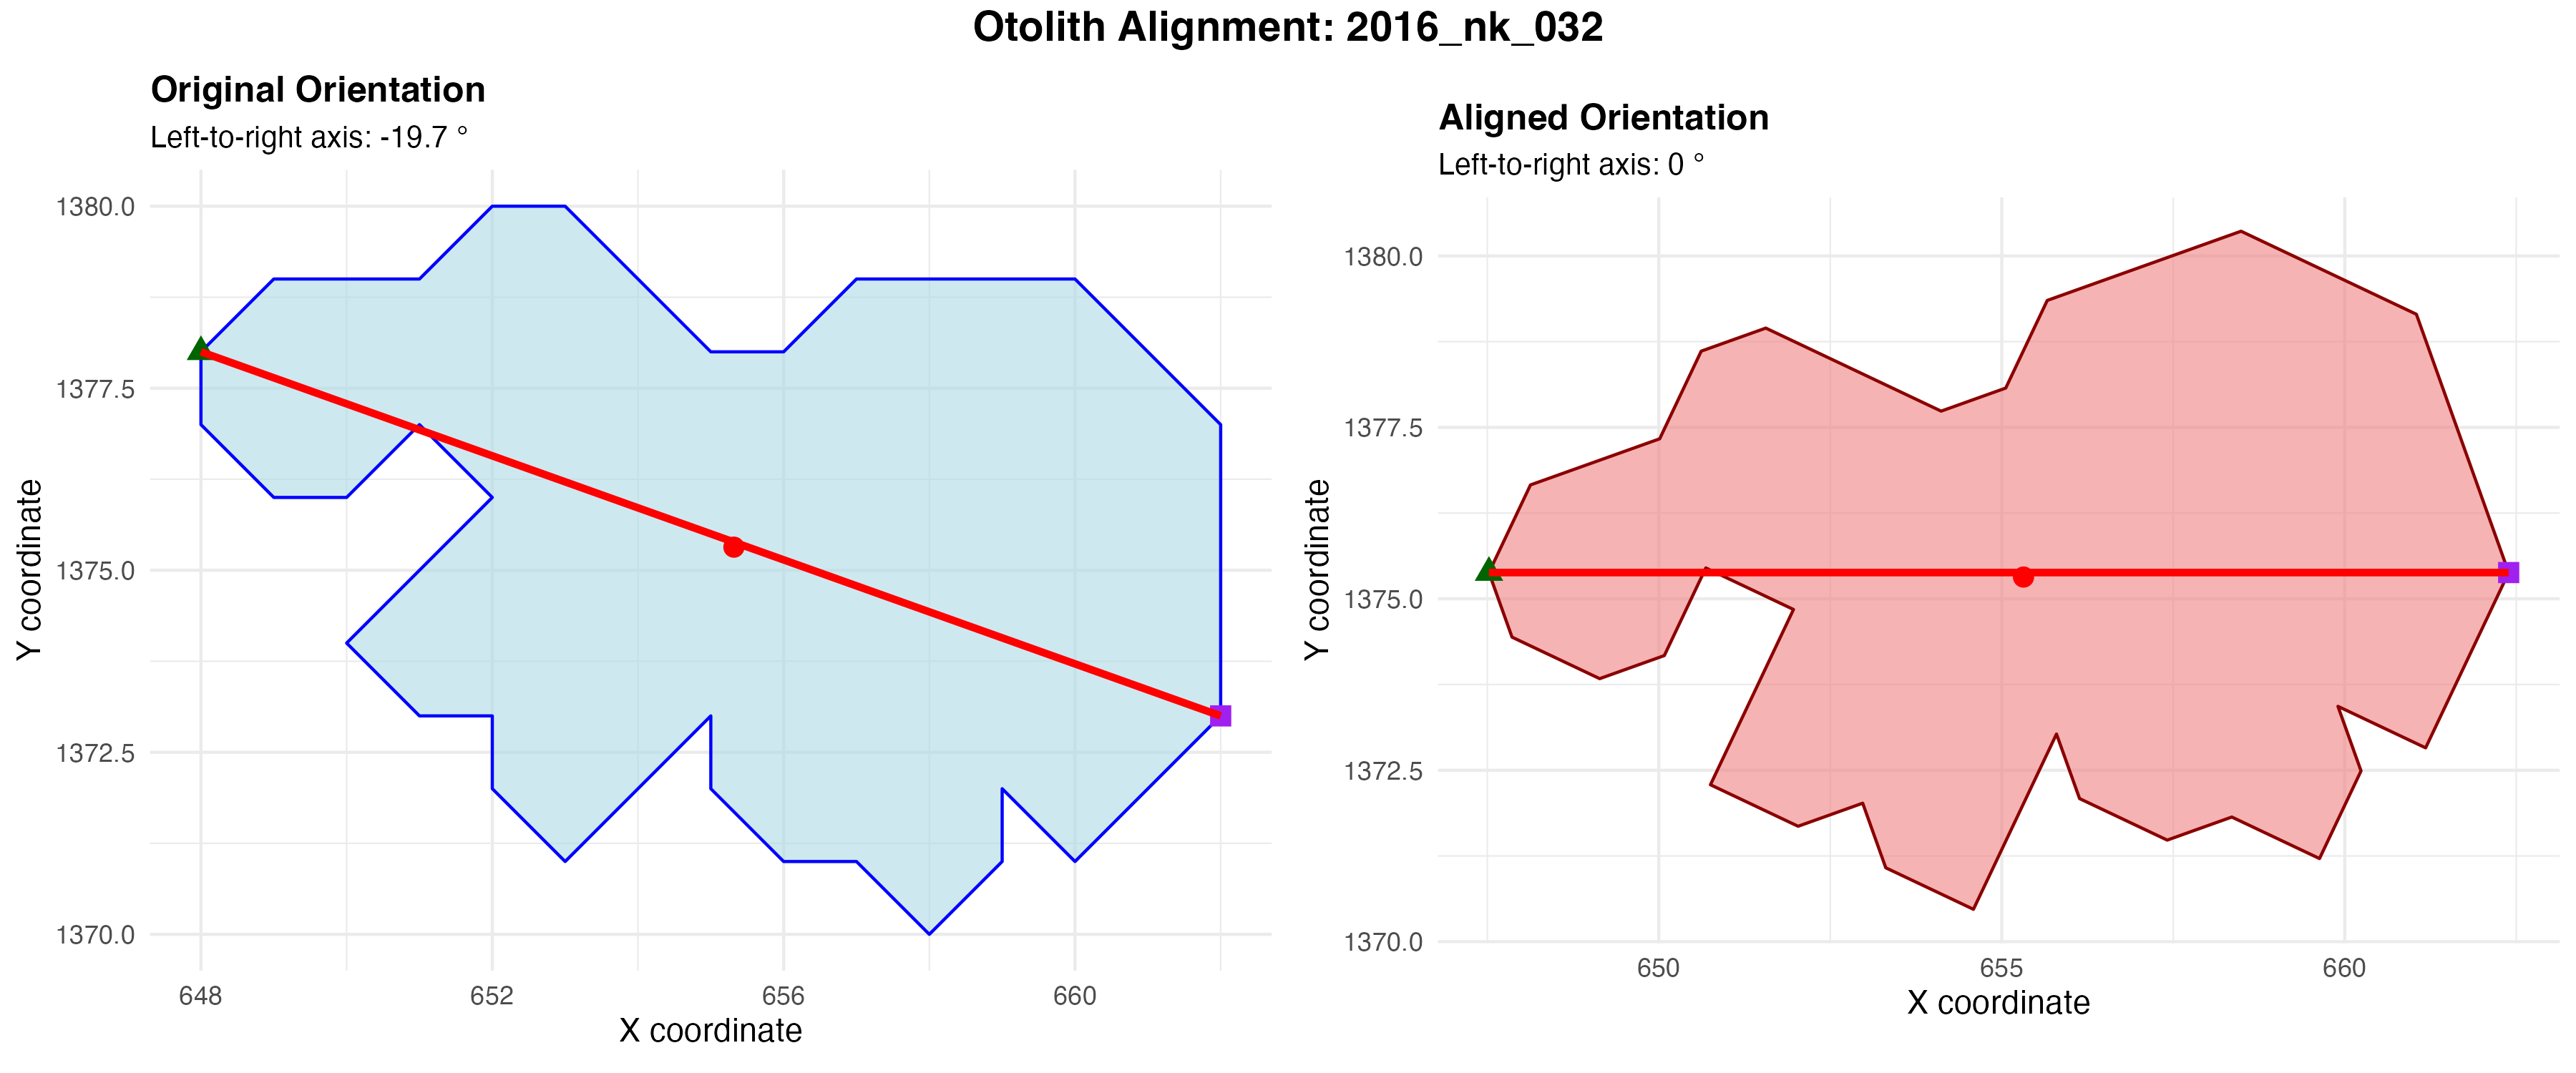 Otolith Alignment: 2016_nk_032
Original Orientation
Left-to-right axis: -19.7 °
1380.0
1377.5
1375.0
1372.5
1370.0
Y coordinate
648
652
656
660
X coordinate
Aligned Orientation
Left-to-right axis: 0 °
1380.0
1377.5
1375.0
1372.5
1370.0
Y coordinate
650
655
660
X coordinate